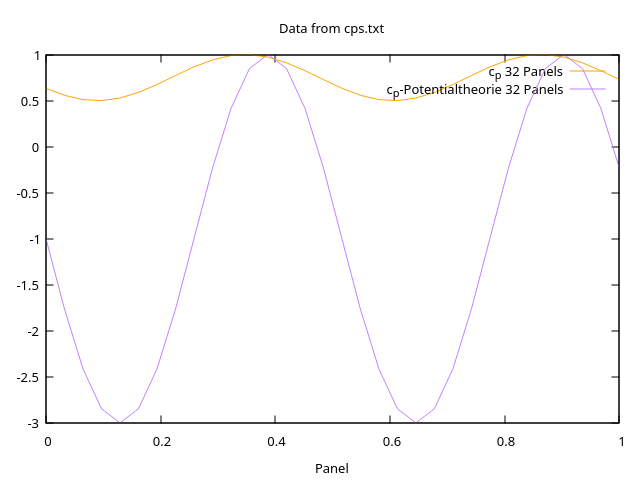 Data from cps.txt
cp 32 Panels
cp-Potentialtheorie 32 Panels
1
0.5
0
-0.5
-1
-1.5
-2
-2.5
-3
0 0.2 0.4 0.6 0.8 1
Panel